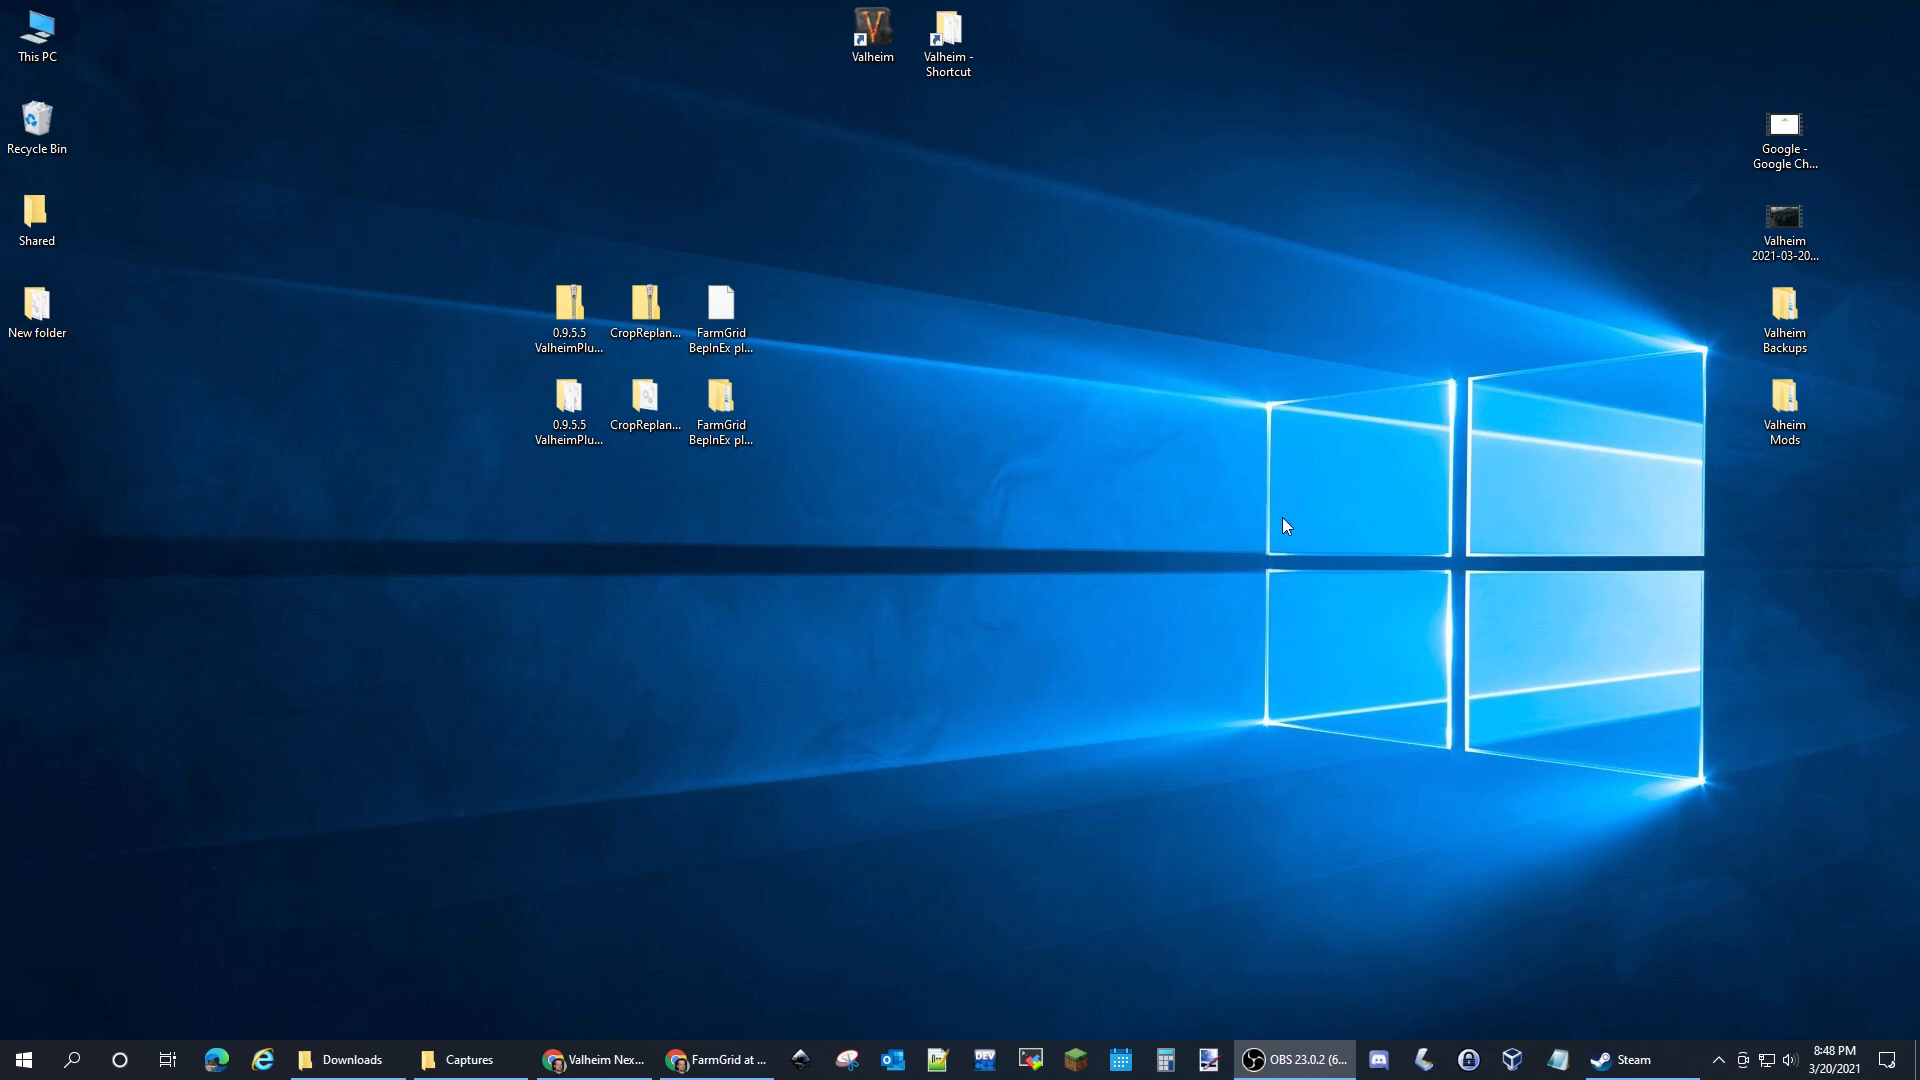 This PC
Valheim
Valheim -
Shortcut
Recycle Bin
Google -
Google Ch...
Shared
Valheim
2021-03-20...
New folder
0.9.5.5
ValheimPlu...
CropReplan...
FarmGrid
BepInEx pl...
Valheim
Backups
0.9.5.5
ValheimPlu...
CropReplan...
FarmGrid
BepInEx pl...
Valheim
Mods
Downloads
Captures
Valheim Nex...
FarmGrid at ...
DEV
OBS 23.0.2 (6...
Steam
8:48 PM
3/20/2021